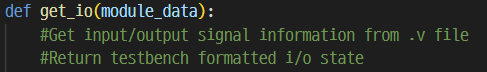 def get_io(module_data):
    #Get input/output signal information from .v file
    #Return testbench formatted i/o state